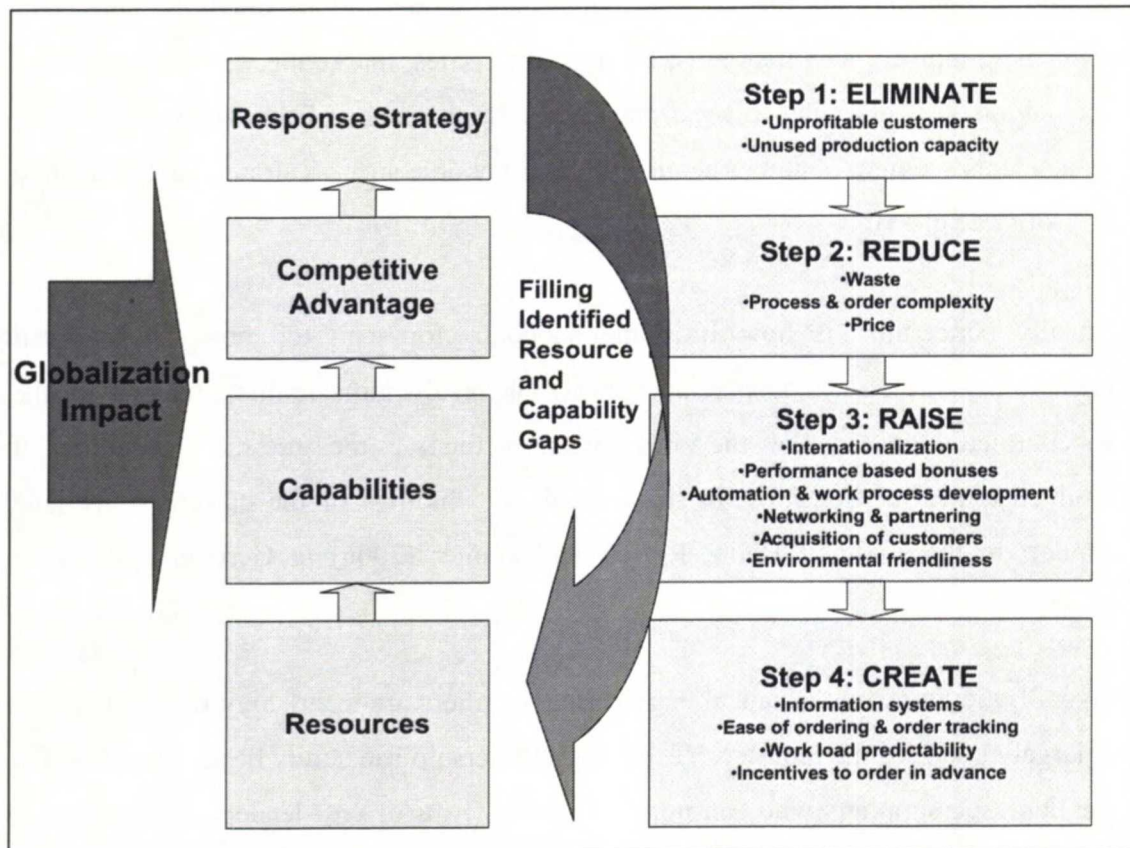 Globalization
Impact
Response Strategy
Competitive
Advantage
Capabilities
Resources
Filling
Identified
Resource
and
Capability
Gaps
Step 1: ELIMINATE
•Unprofitable customers
•Unused production capacity
Step 2: REDUCE
•Waste
•Process & order complexity
•Price
Step 3: RAISE
•Internationalization
•Performance based bonuses
•Automation & work process development
•Networking & partnering
•Acquisition of customers
•Environmental friendliness
Step 4: CREATE
•Information systems
•Ease of ordering & order tracking
•Work load predictability
•Incentives to order in advance